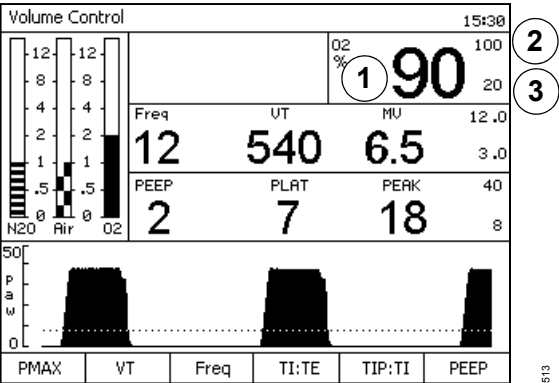 Volume Control 15:30
12 12 O2 % 1 90 100 2
8 8 20 3
4 4 Freq VT MV 12.0
2 2 12 540 6.5
1 1 3.0
.5 .5 PEEP PLAT PEAK 40
0 0 2 7 18 8
N2O Air O2
50
Paw
0
PMAX VT Freq TI:TE TIP:TI PEEP
513